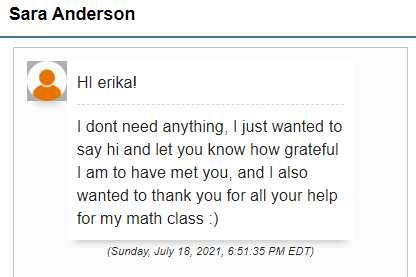 Sara Anderson
HI erika!
I dont need anything, I just wanted to
say hi and let you know how grateful
I am to have met you, and I also
wanted to thank you for all your help
for my math class :)
(Sunday, July 18, 2021, 6:51:35 PM EDT)